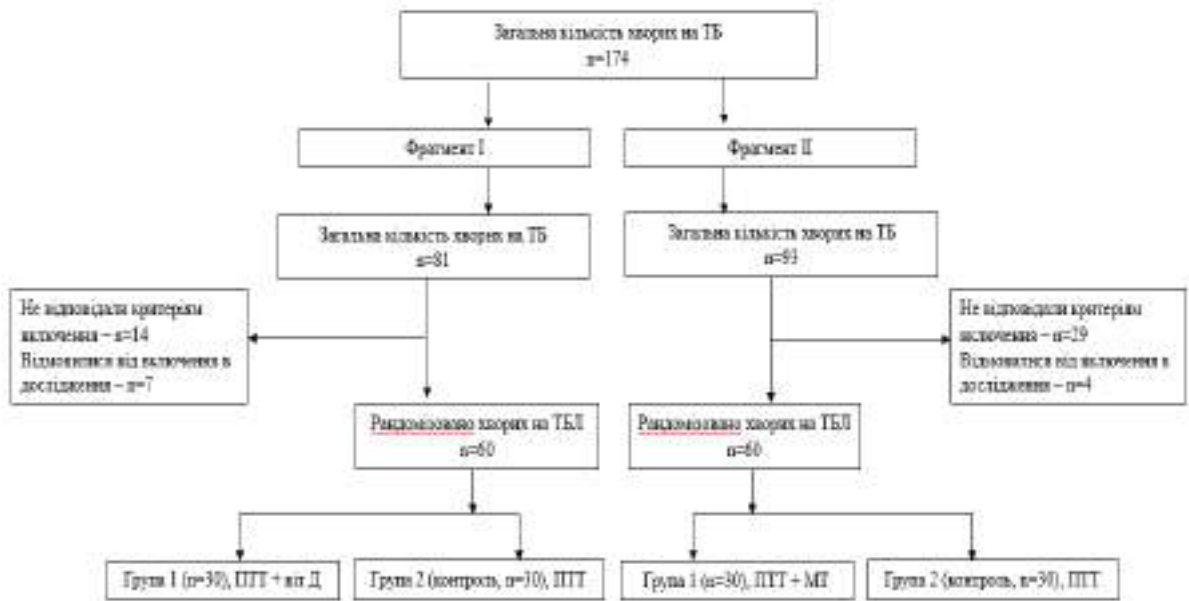 Загальна кількість хворих на ТБ
n=174
Фрагмент I
Фрагмент II
Загальна кількість хворих на ТБ
n=81
Загальна кількість хворих на ТБ
n=93
Не відповідали критеріям
включення – n=14
Відмовилися від включення в
дослідження – n=7
Не відповідали критеріям
включення – n=29
Відмовилися від включення в
дослідження – n=4
Рандомізовано хворих на ТБЛ
n=60
Рандомізовано хворих на ТБЛ
n=60
Група 1 (n=30), ПТТ + віт Д
Група 2 (контроль, n=30), ПТТ
Група 1 (n=30), ПТТ + МТ
Група 2 (контроль, n=30), ПТТ